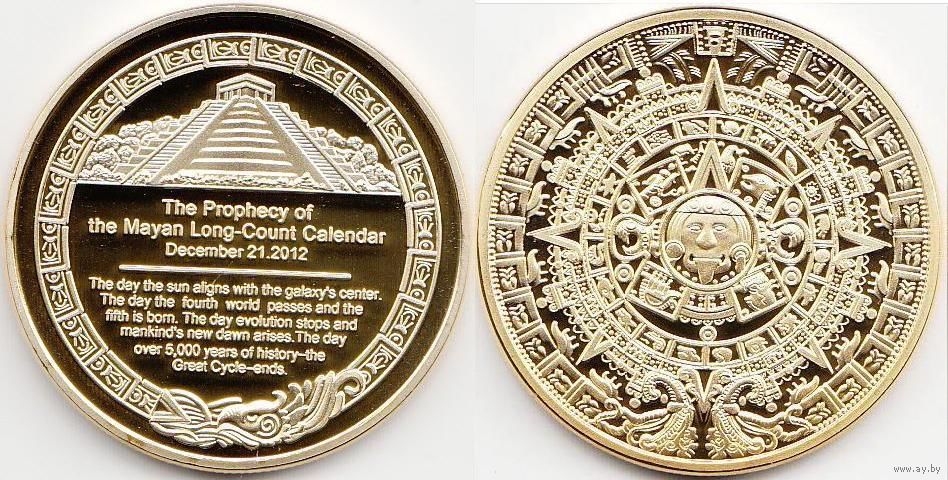 The Prophecy of
the Mayan Long-Count Calendar
December 21.2012
The day the sun aligns with the galaxy's center.
The day the fourth world passes and the
fifth is born. The day evolution stops and
mankind's new dawn arises. The day
over 5,000 years of history–the
Great Cycle–ends.
www.ay.by